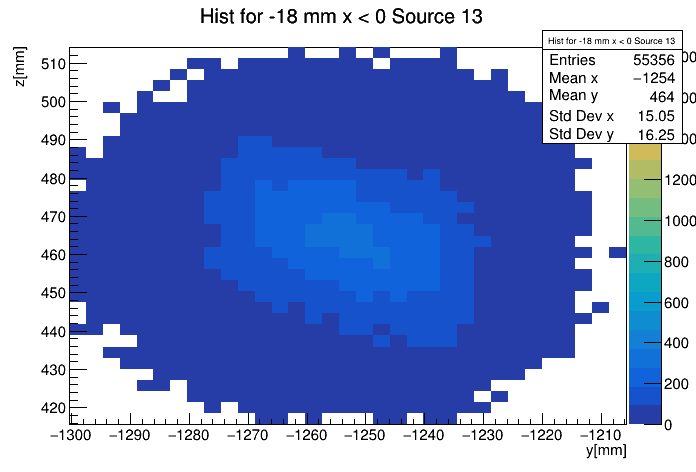 Hist for -18 mm x < 0 Source 13
Hist for -18 mm x < 0 Source 13
Entries 55356
Mean x −1254
Mean y 464
Std Dev x 15.05
Std Dev y 16.25
z[mm]
510
500
490
480
470
460
450
440
430
420
−1300 −1290 −1280 −1270 −1260 −1250 −1240 −1230 −1220 −1210
y[mm]
1200
1000
800
600
400
200
0